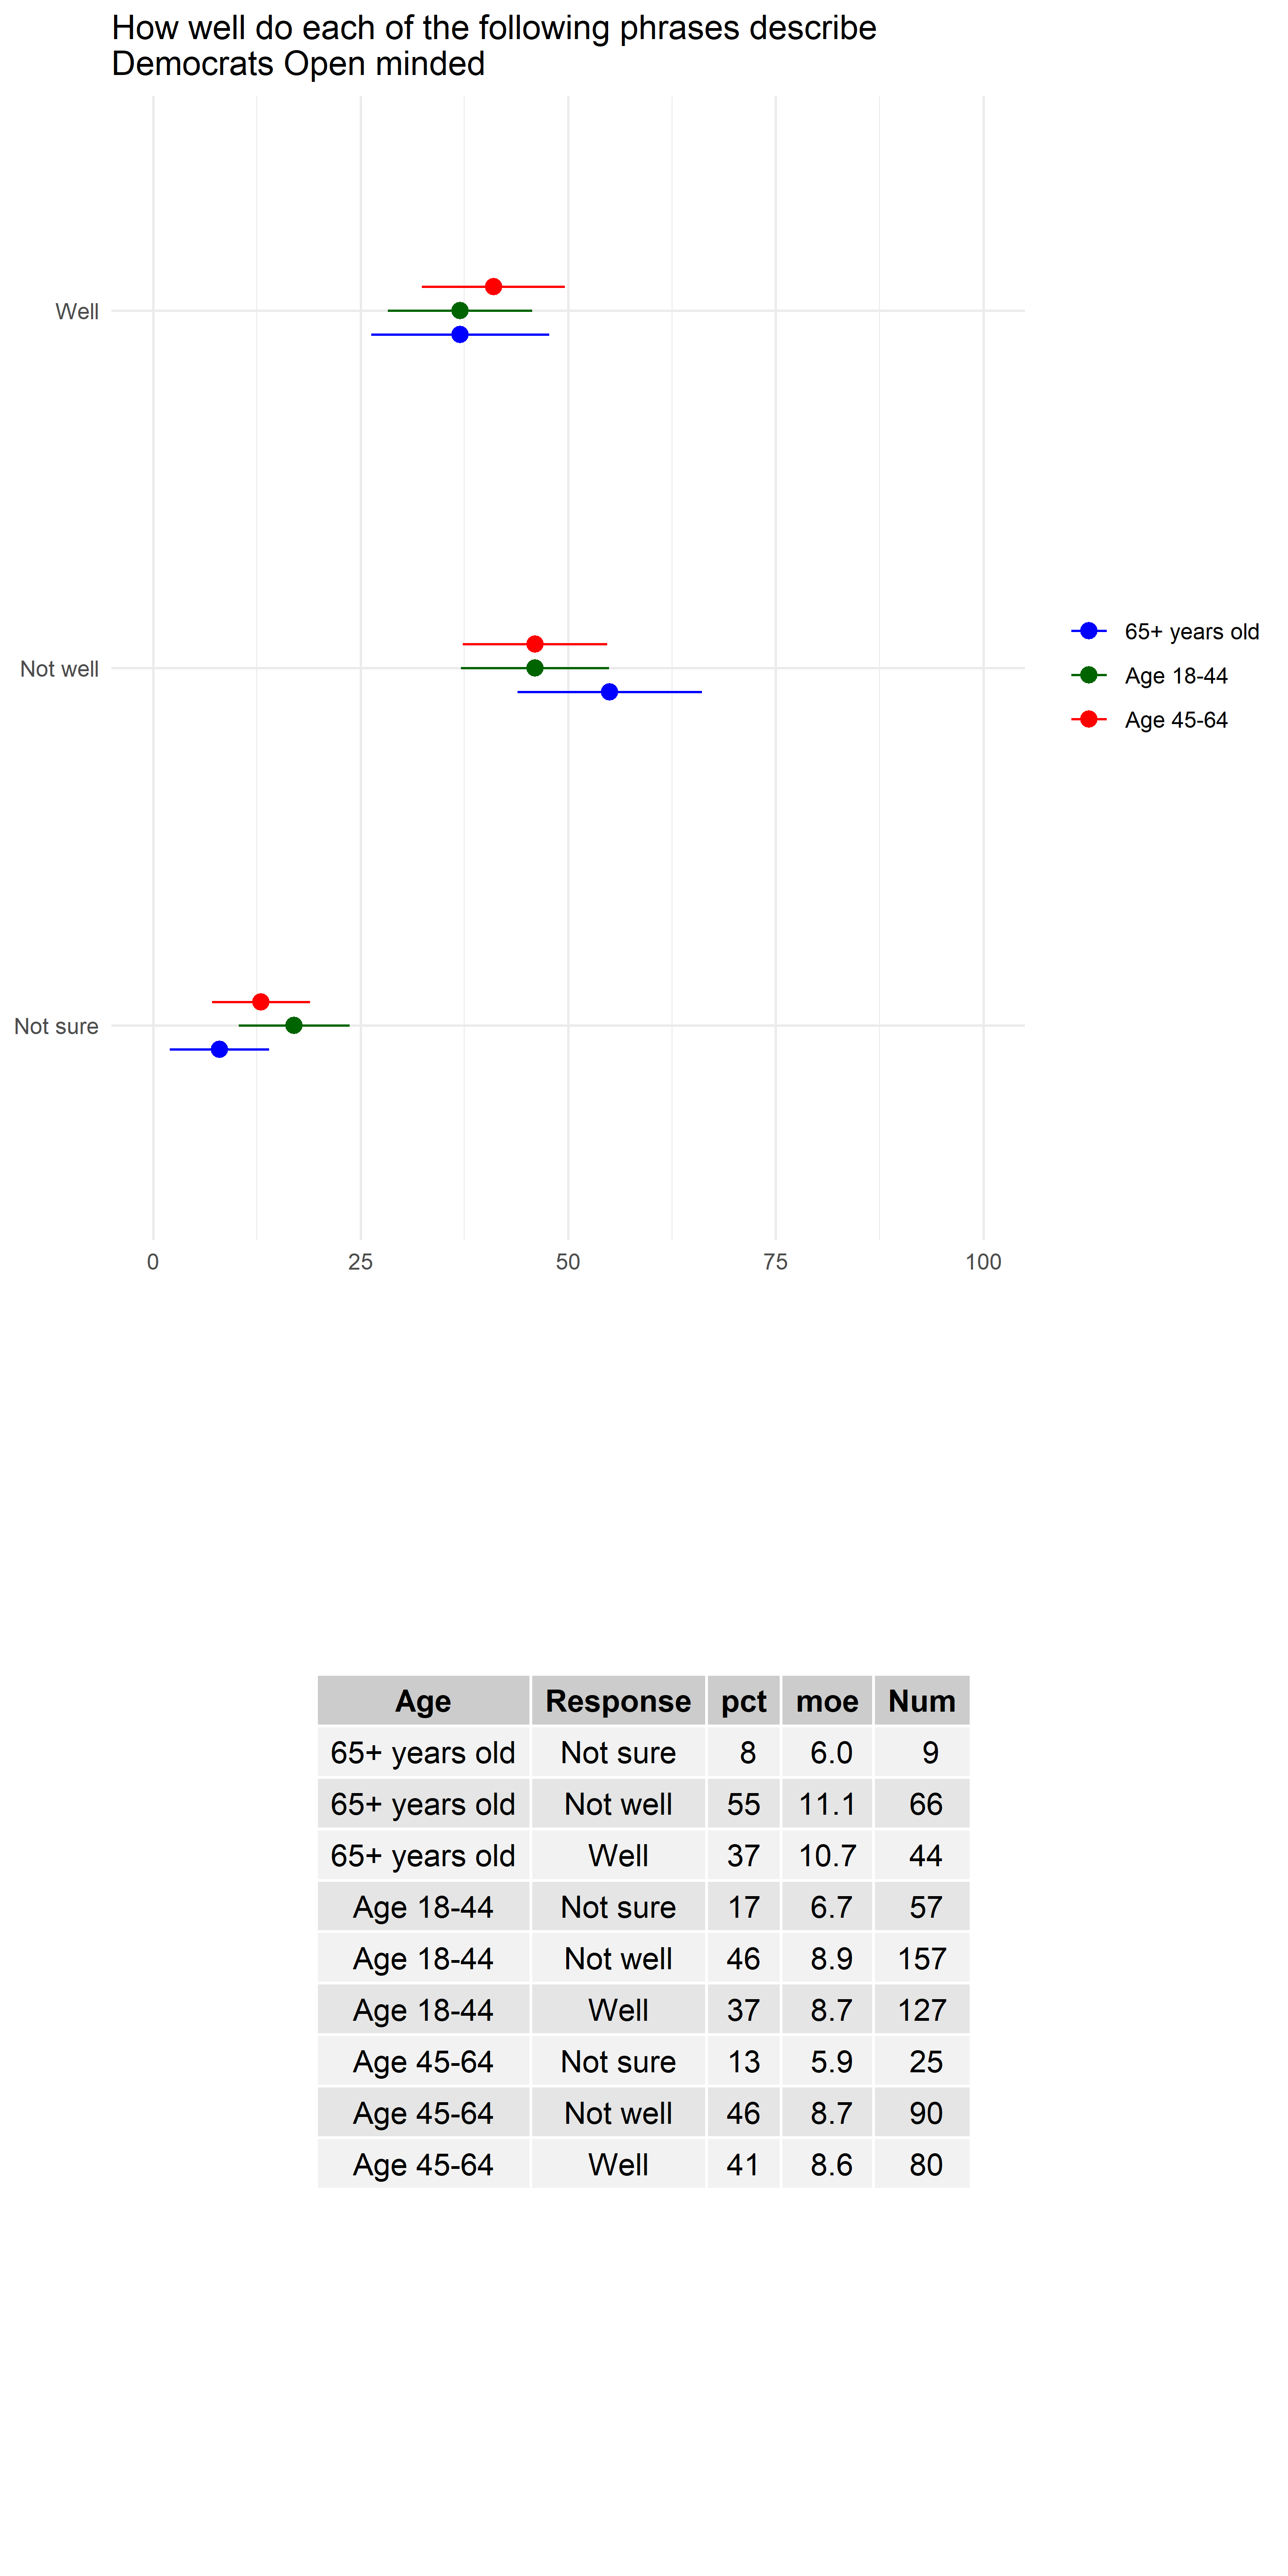 How well do each of the following phrases describe
Democrats Open minded
Well
Not well
Not sure
0 25 50 75 100
65+ years old
Age 18-44
Age 45-64
Age Response pct moe Num
65+ years old Not sure 8 6.0 9
65+ years old Not well 55 11.1 66
65+ years old Well 37 10.7 44
Age 18-44 Not sure 17 6.7 57
Age 18-44 Not well 46 8.9 157
Age 18-44 Well 37 8.7 127
Age 45-64 Not sure 13 5.9 25
Age 45-64 Not well 46 8.7 90
Age 45-64 Well 41 8.6 80